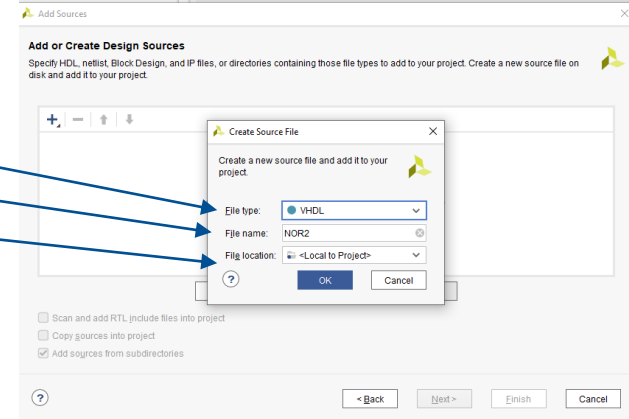 Add Sources
Add or Create Design Sources
Specify HDL, netlist, Block Design, and IP files, or directories containing those file types to add to your project. Create a new source file on
disk and add it to your project.
Create Source File
Create a new source file and add it to your
project.
File type: VHDL
File name: NOR2
File location: <Local to Project>
? OK Cancel
Scan and add RTL include files into project
Copy sources into project
Add sources from subdirectories
? < Back Next > Finish Cancel